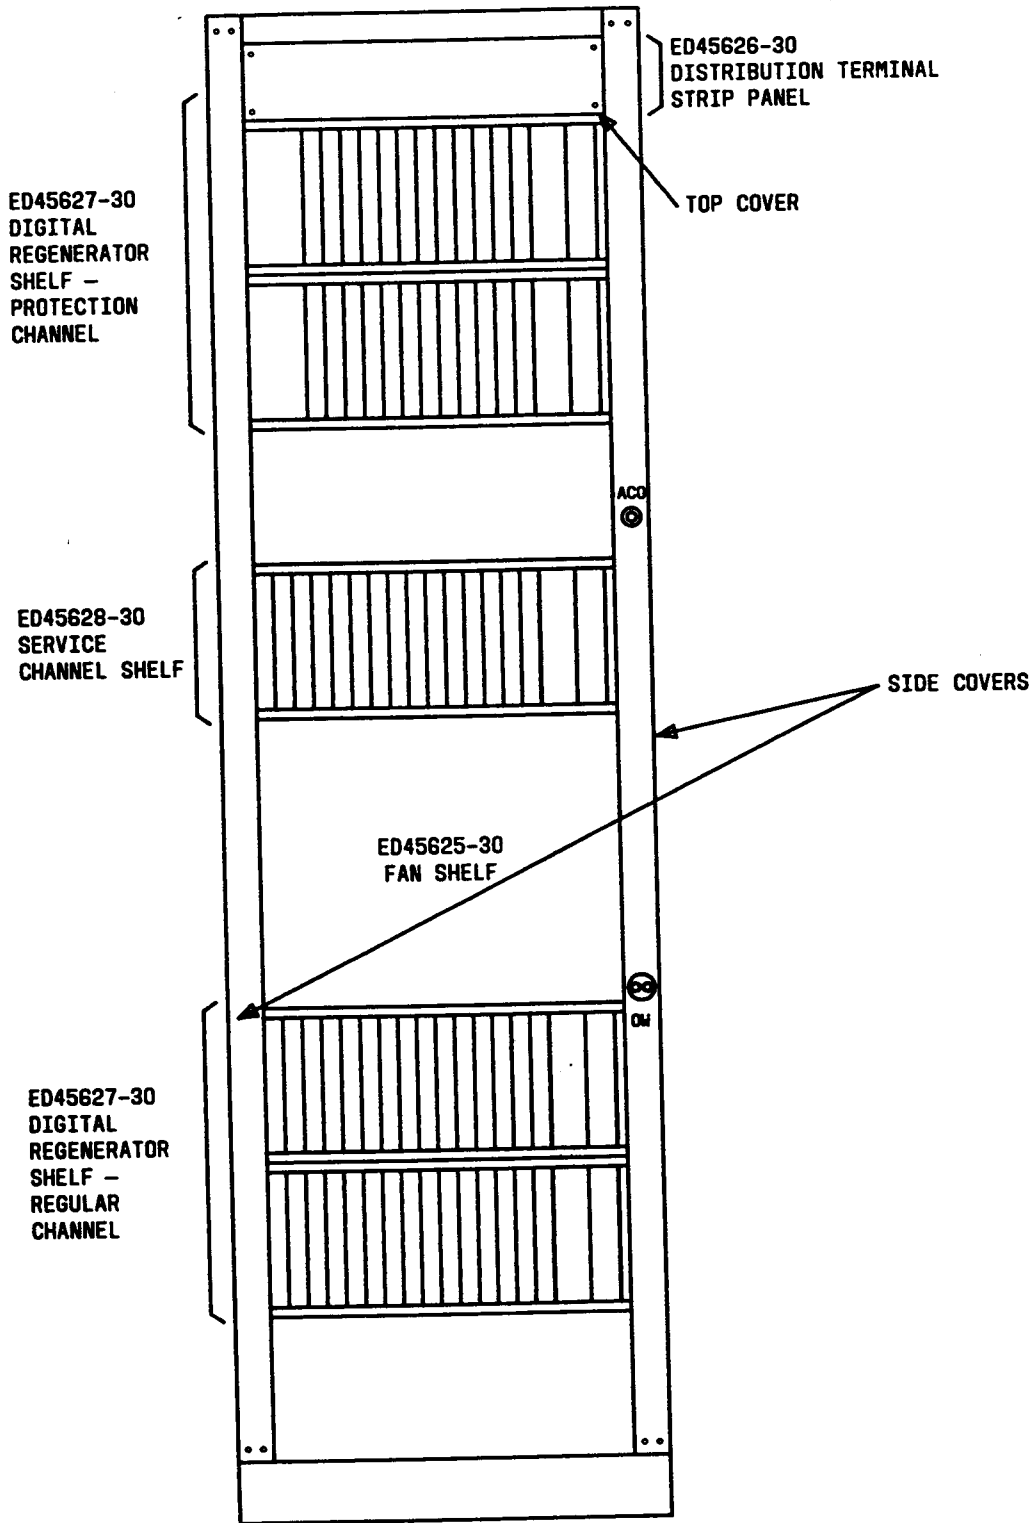 ED45626-30
DISTRIBUTION TERMINAL
STRIP PANEL
ED45627-30
DIGITAL
REGENERATOR
SHELF –
PROTECTION
CHANNEL
TOP COVER
ACO
ED45628-30
SERVICE
CHANNEL SHELF
SIDE COVERS
ED45625-30
FAN SHELF
OW
ED45627-30
DIGITAL
REGENERATOR
SHELF –
REGULAR
CHANNEL